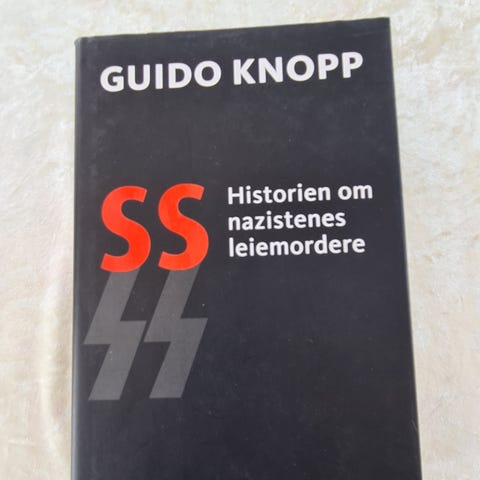 GUIDO KNOPP
SS
Historien om
nazistenes
leiemordere